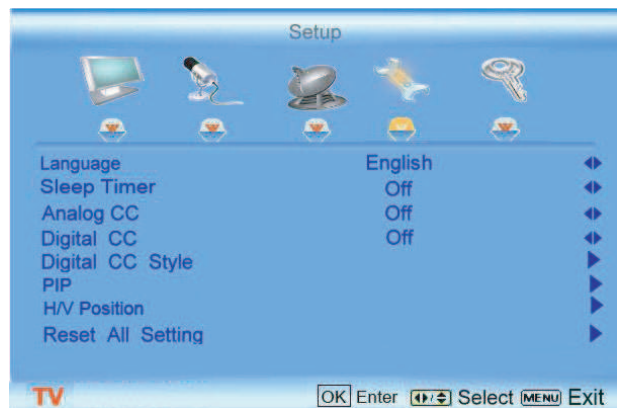 Setup
Language English
Sleep Timer Off
Analog CC Off
Digital CC Off
Digital CC Style
PIP
H/V Position
Reset All Setting
TV OK Enter / Select MENU Exit